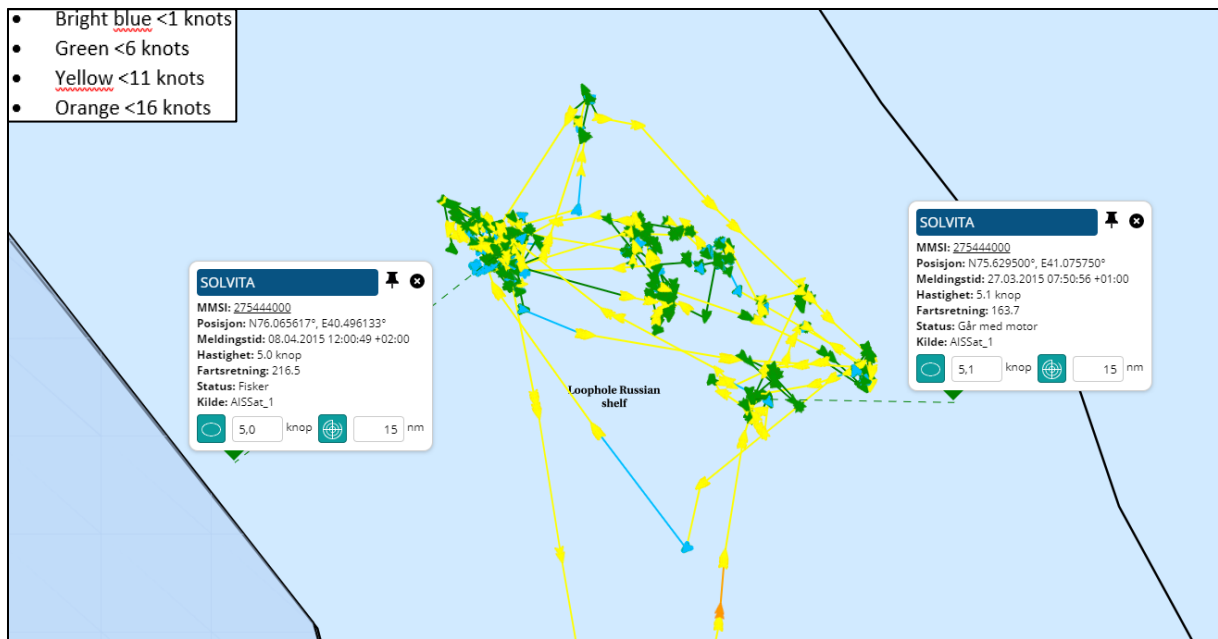 Bright blue <1 knots
Green <6 knots
Yellow <11 knots
Orange <16 knots
SOLVITA
MMSI: 275444000
Posisjon: N76.065617°, E40.496133°
Meldingstid: 08.04.2015 12:00:49 +02:00
Hastighet: 5.0 knop
Fartsretning: 216.5
Status: Fisker
Kilde: AISSat_1
5,0 knop 15 nm
Loophole Russian
shelf
SOLVITA
MMSI: 275444000
Posisjon: N75.629500°, E41.075750°
Meldingstid: 27.03.2015 07:50:56 +01:00
Hastighet: 5.1 knop
Fartsretning: 163.7
Status: Går med motor
Kilde: AISSat_1
5,1 knop 15 nm